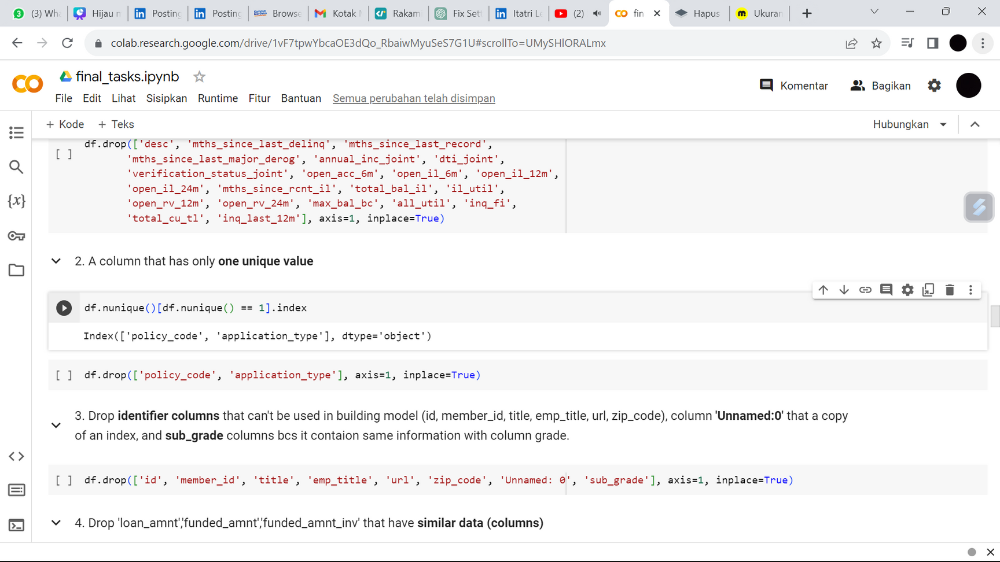 (3) Wh
Hijau m
Posting
Posting
Browse
Kotak M
Rakami
Fix Sett
Itatri Le
(2)
fin
Hapus
Ukuran
colab.research.google.com/drive/1vF7tpwYbcaOE3dQo_RbaiwMyuSeS7G1U#scrollTo=UMySHlORALmx
final_tasks.ipynb
Komentar
Bagikan
File Edit Lihat Sisipkan Runtime Fitur Bantuan Semua perubahan telah disimpan
+ Kode + Teks
Hubungkan
[ ] df.drop(['desc', 'mths_since_last_delinq', 'mths_since_last_record',
'mths_since_last_major_derog', 'annual_inc_joint', 'dti_joint',
'verification_status_joint', 'open_acc_6m', 'open_il_6m', 'open_il_12m',
'open_il_24m', 'mths_since_rcnt_il', 'total_bal_il', 'il_util',
'open_rv_12m', 'open_rv_24m', 'max_bal_bc', 'all_util', 'inq_fi',
'total_cu_tl', 'inq_last_12m'], axis=1, inplace=True)
{x}
2. A column that has only one unique value
df.nunique()[df.nunique() == 1].index
Index(['policy_code', 'application_type'], dtype='object')
[ ] df.drop(['policy_code', 'application_type'], axis=1, inplace=True)
3. Drop identifier columns that can't be used in building model (id, member_id, title, emp_title, url, zip_code), column 'Unnamed:0' that a copy
of an index, and sub_grade columns bcs it contaion same information with column grade.
[ ] df.drop(['id', 'member_id', 'title', 'emp_title', 'url', 'zip_code', 'Unnamed: 0', 'sub_grade'], axis=1, inplace=True)
4. Drop 'loan_amnt','funded_amnt','funded_amnt_inv' that have similar data (columns)